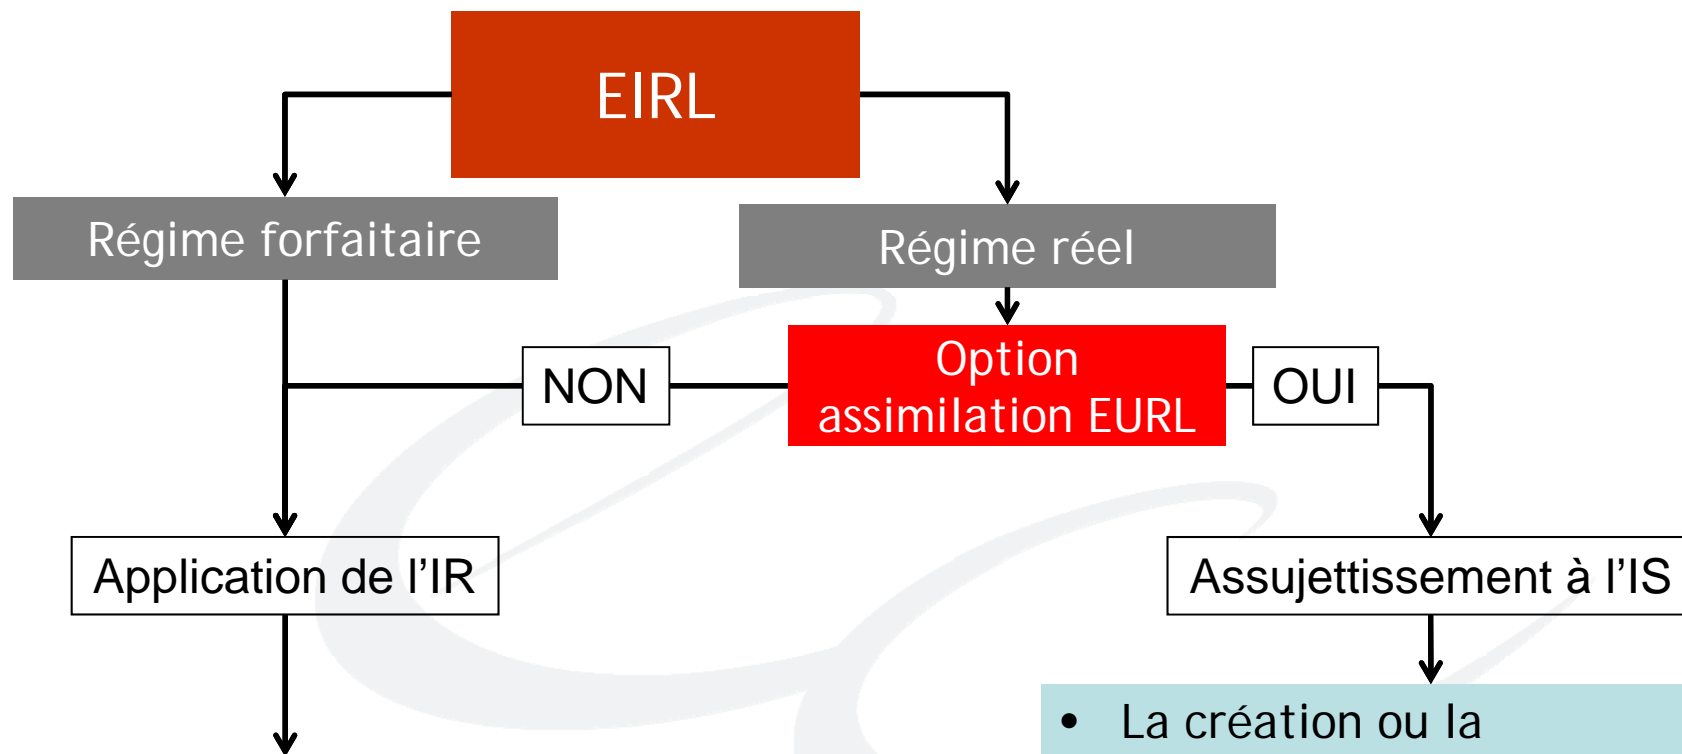 EIRL
Régime forfaitaire
Régime réel
Option
assimilation EURL
NON
OUI
Application de l’IR
Assujettissement à l’IS
• La création ou la